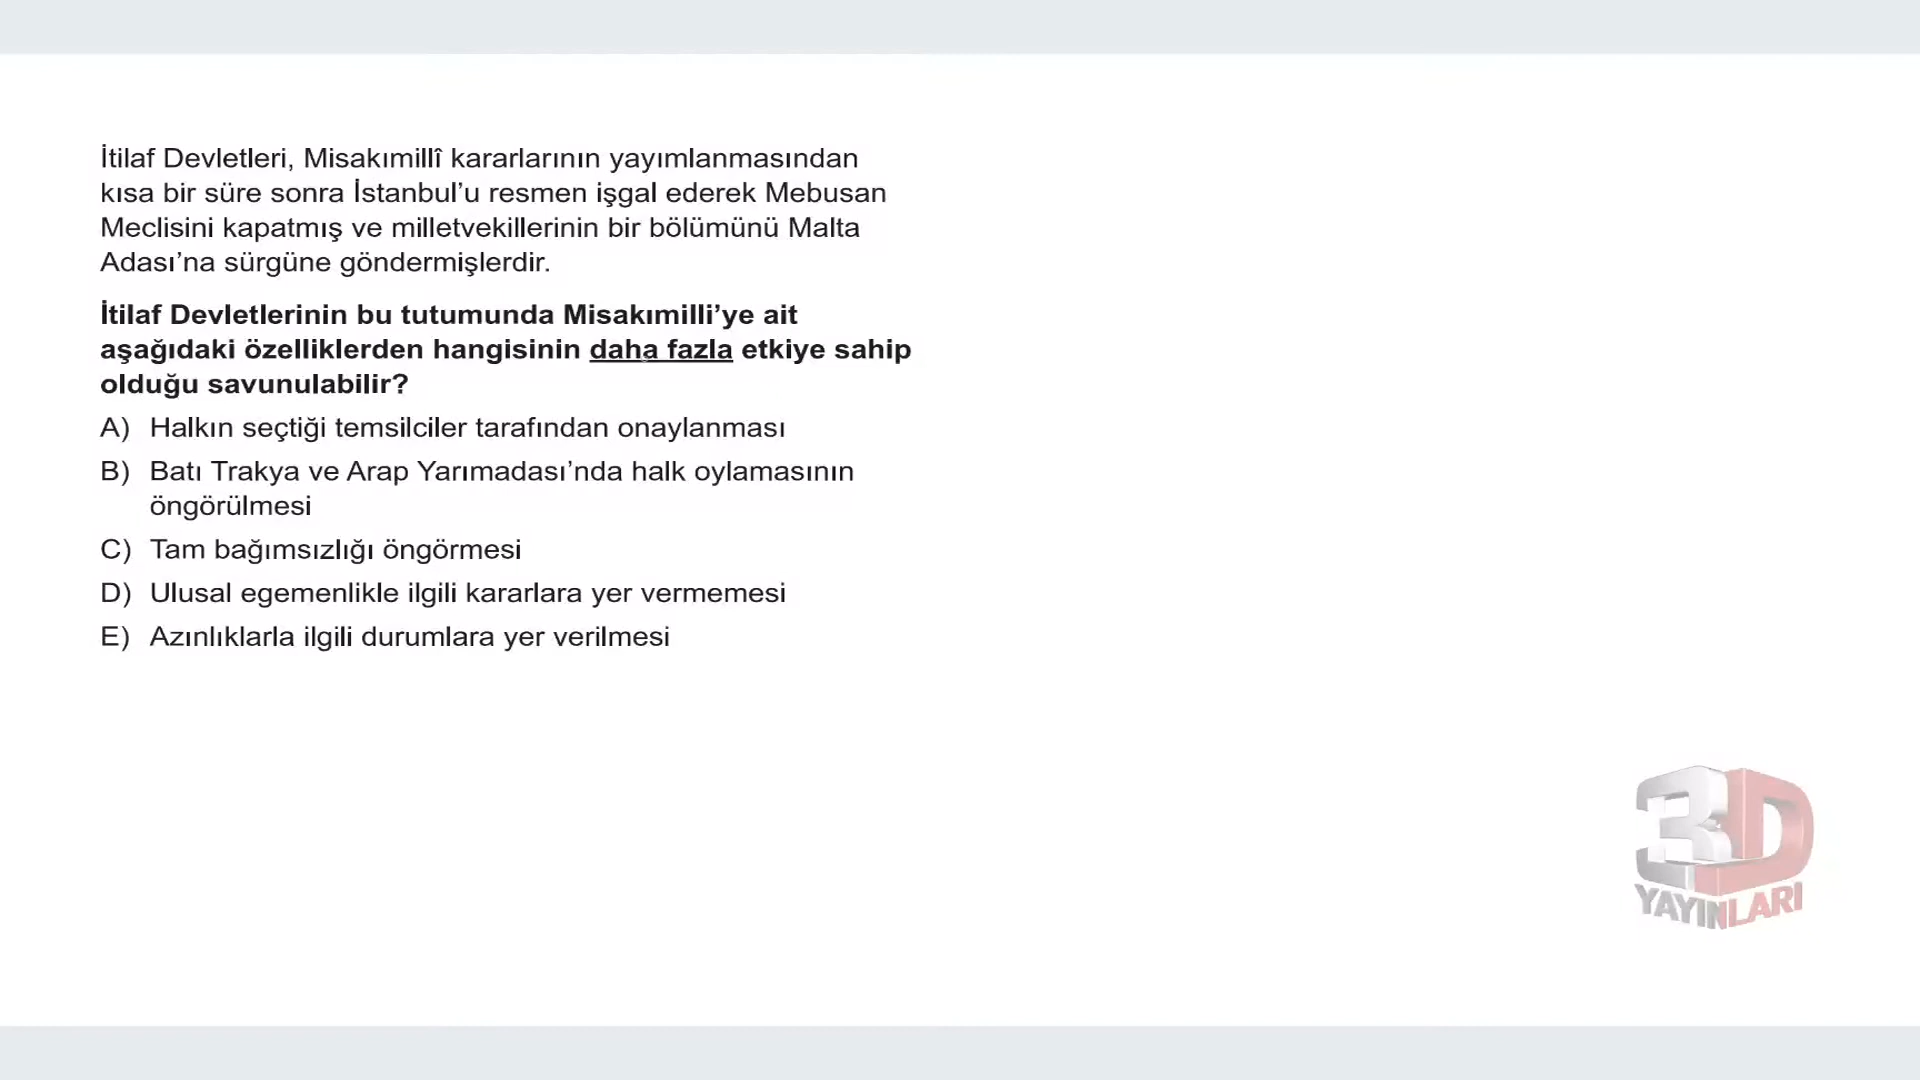 İtilaf Devletleri, Misakımillî kararlarının yayımlanmasından
kısa bir süre sonra İstanbul’u resmen işgal ederek Mebusan
Meclisini kapatmış ve milletvekillerinin bir bölümünü Malta
Adası’na sürgüne göndermişlerdir.
İtilaf Devletlerinin bu tutumunda Misakımilli’ye ait
aşağıdaki özelliklerden hangisinin daha fazla etkiye sahip
olduğu savunulabilir?
A) Halkın seçtiği temsilciler tarafından onaylanması
B) Batı Trakya ve Arap Yarımadası’nda halk oylamasının
öngörülmesi
C) Tam bağımsızlığı öngörmesi
D) Ulusal egemenlikle ilgili kararlara yer vermemesi
E) Azınlıklarla ilgili durumlara yer verilmesi
3D
YAYINLARI